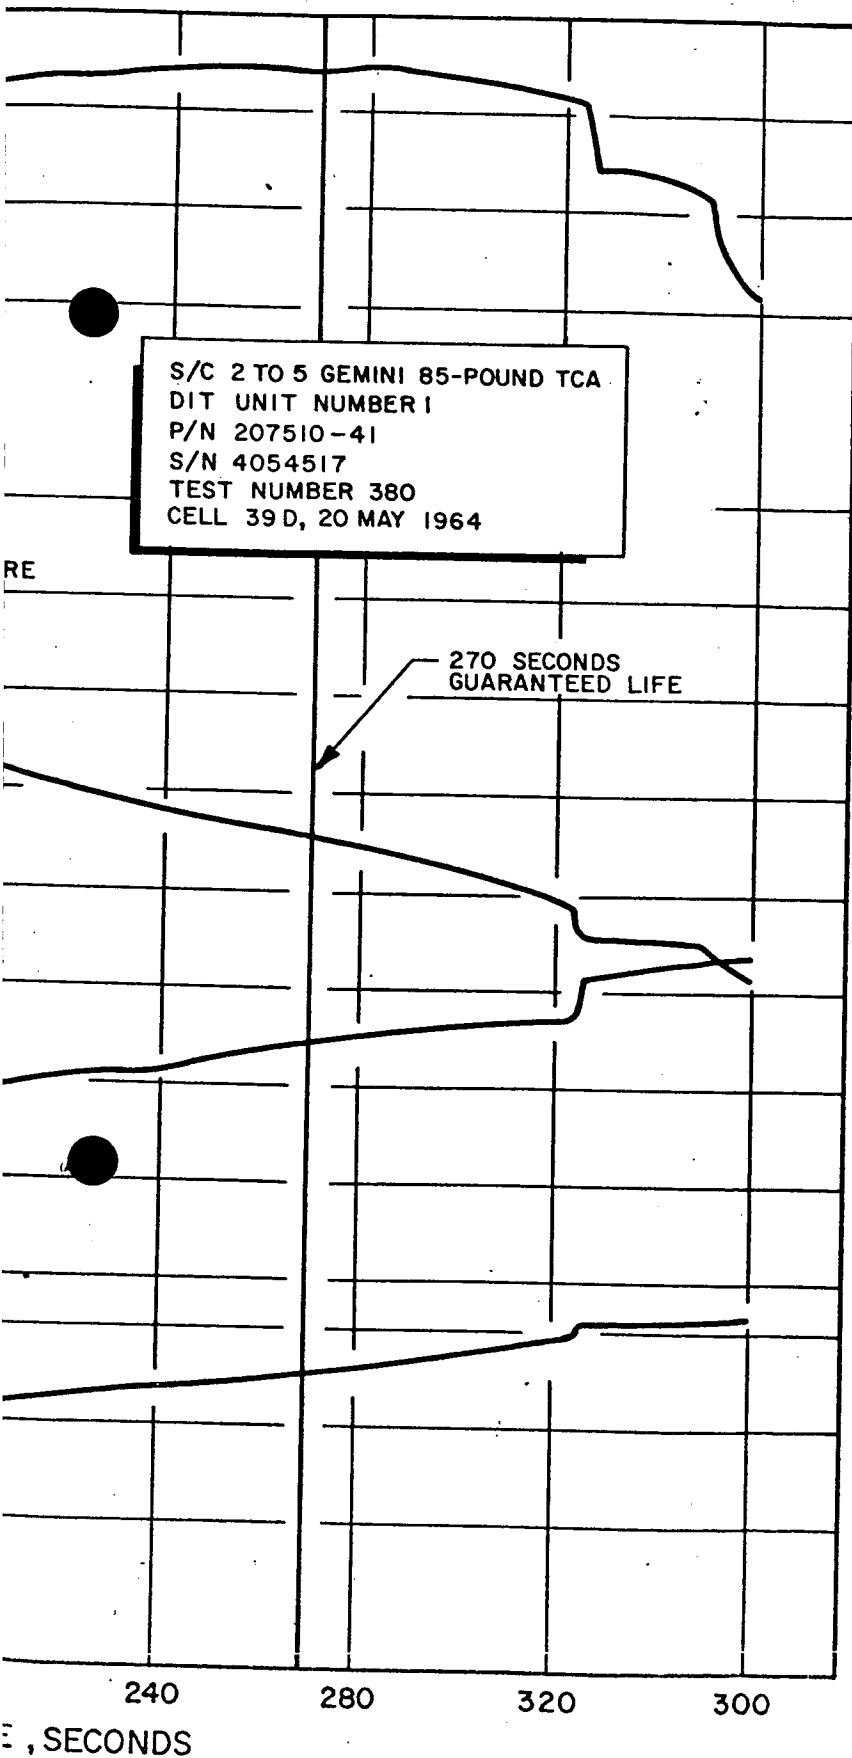 S/C 2 TO 5 GEMINI 85-POUND TCA
DIT UNIT NUMBER 1
P/N 207510-41
S/N 4054517
TEST NUMBER 380
CELL 39D, 20 MAY 1964
RE
270 SECONDS
GUARANTEED LIFE
240 280 320 300
E, SECONDS